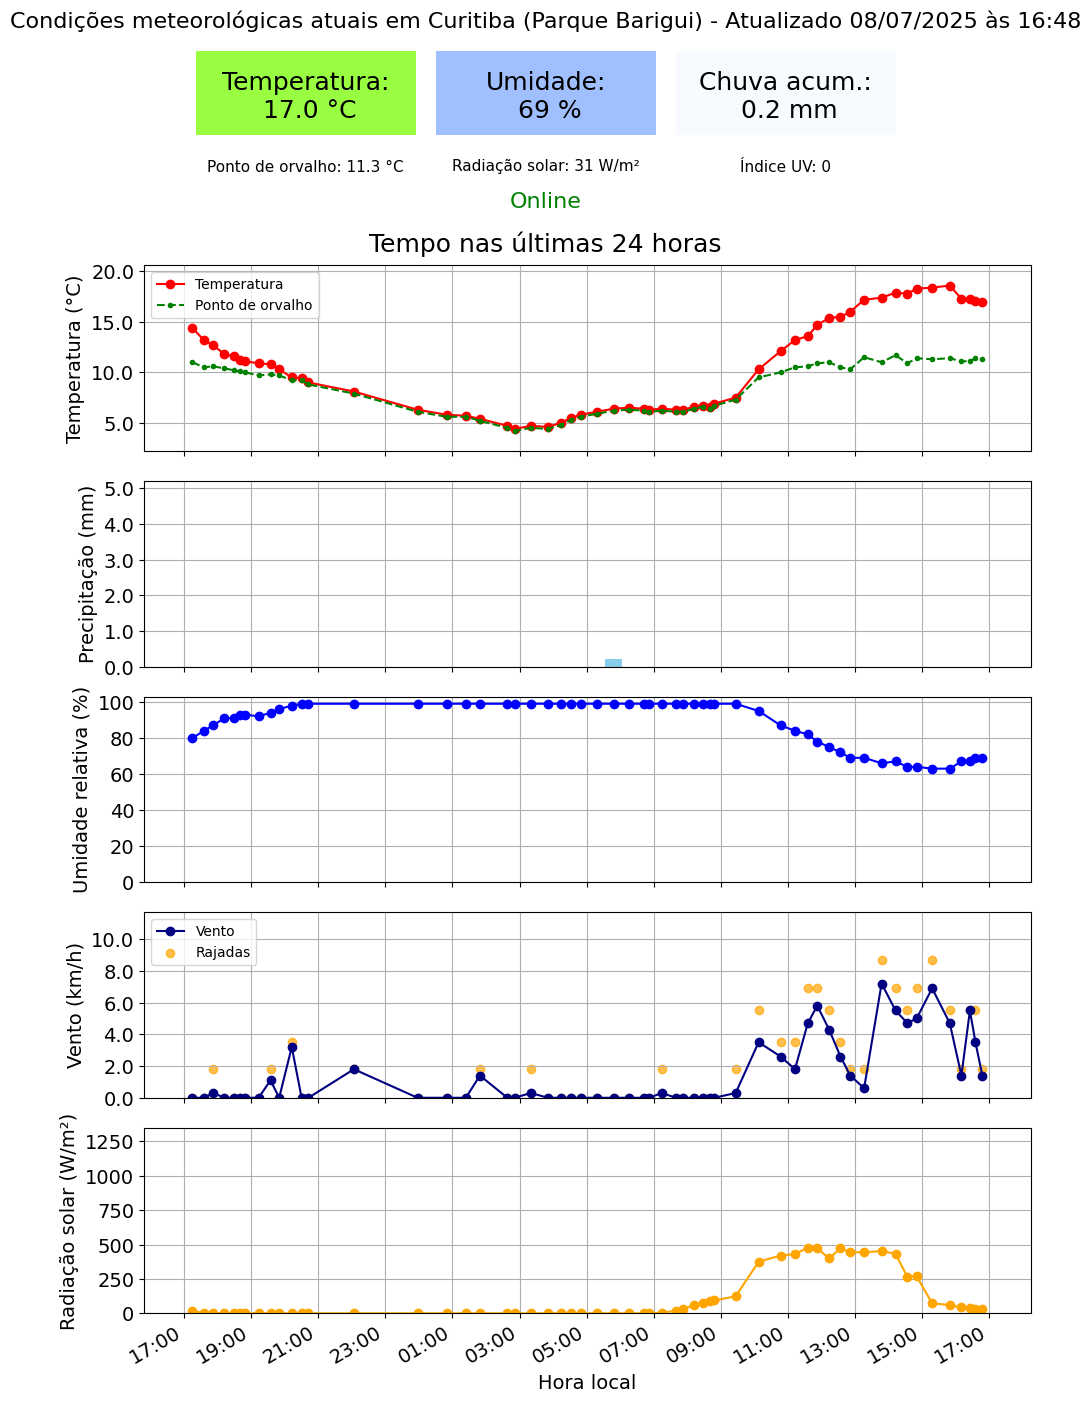 Condições meteorológicas atuais em Curitiba (Parque Barigui) - Atualizado 08/07/2025 às 16:48
Temperatura:
17.0 °C
Umidade:
69 %
Chuva acum.:
0.2 mm
Ponto de orvalho: 11.3 °C
Radiação solar: 31 W/m²
Índice UV: 0
Online
Tempo nas últimas 24 horas
Temperatura (°C)
20.0
15.0
10.0
5.0
Temperatura
Ponto de orvalho
Precipitação (mm)
5.0
4.0
3.0
2.0
1.0
0.0
Umidade relativa (%)
100
80
60
40
20
0
Vento (km/h)
10.0
8.0
6.0
4.0
2.0
0.0
Vento
Rajadas
Radiação solar (W/m²)
1250
1000
750
500
250
0
17:00
19:00
21:00
23:00
01:00
03:00
05:00
07:00
09:00
11:00
13:00
15:00
17:00
Hora local